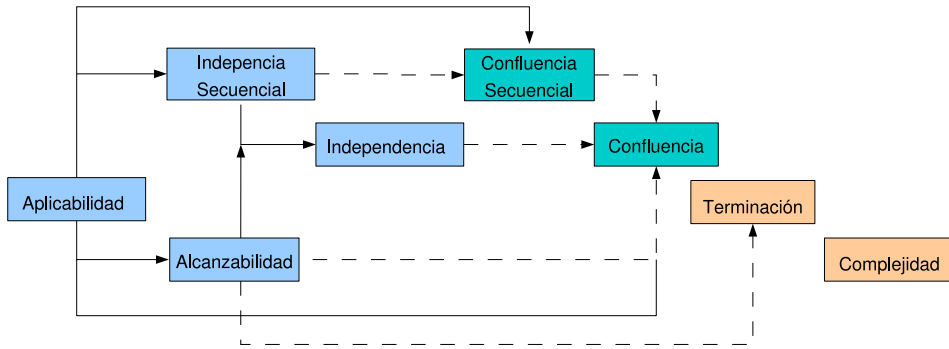 Indepencia
Secuencial
Confluencia
Secuencial
Independencia
Confluencia
Aplicabilidad
Terminación
Alcanzabilidad
Complejidad